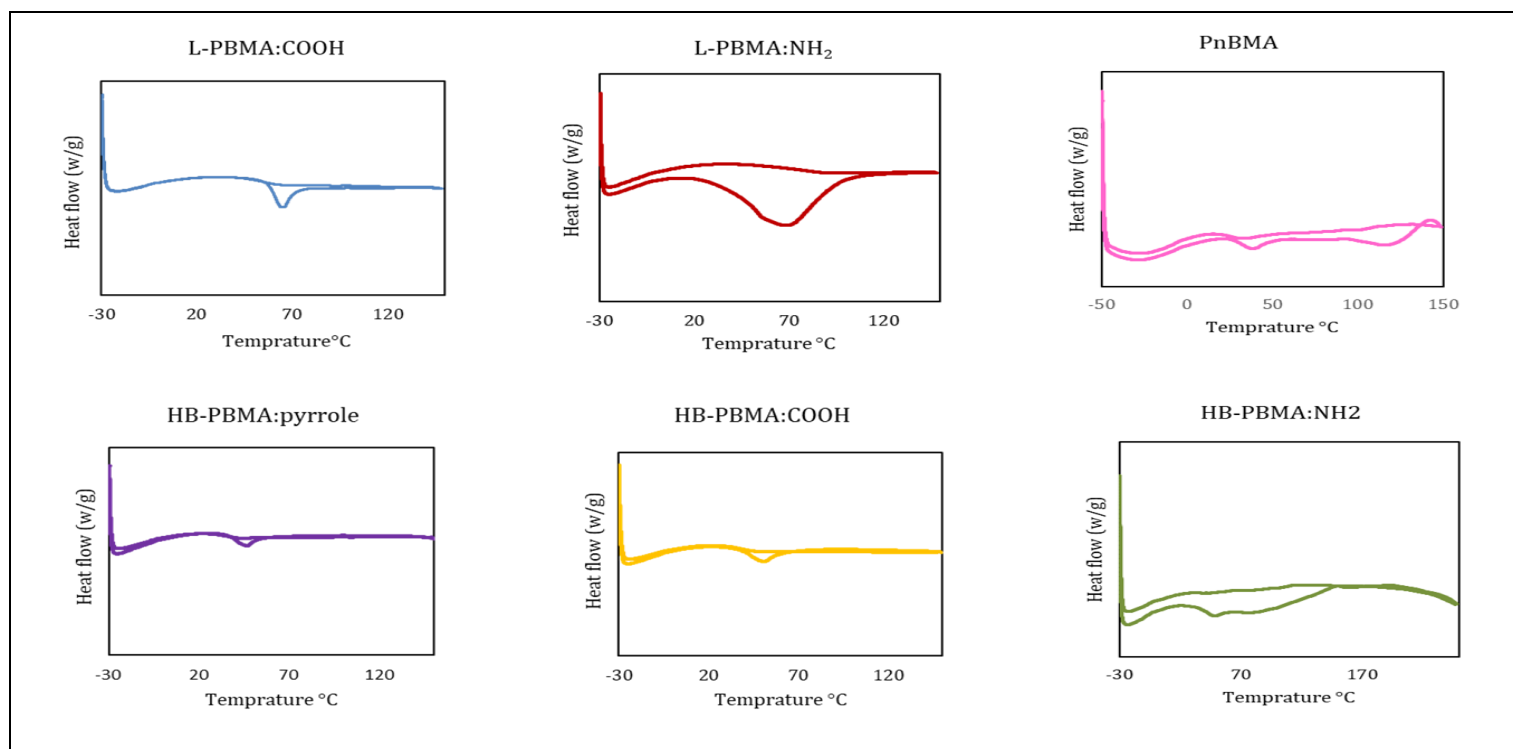 L-PBMA:COOH
Heat flow (w/g)
-30 20 70 120
Temprature°C
L-PBMA:NH₂
Heat flow (w/g)
-30 20 70 120
Temprature °C
PnBMA
Heat flow (w/g)
-50 0 50 100 150
Temprature °C
HB-PBMA:pyrrole
Heat flow (w/g)
-30 20 70 120
Temprature °C
HB-PBMA:COOH
Heat flow (w/g)
-30 20 70 120
Temprature °C
HB-PBMA:NH2
Heat flow (w/g)
-30 70 170
Temprature °C